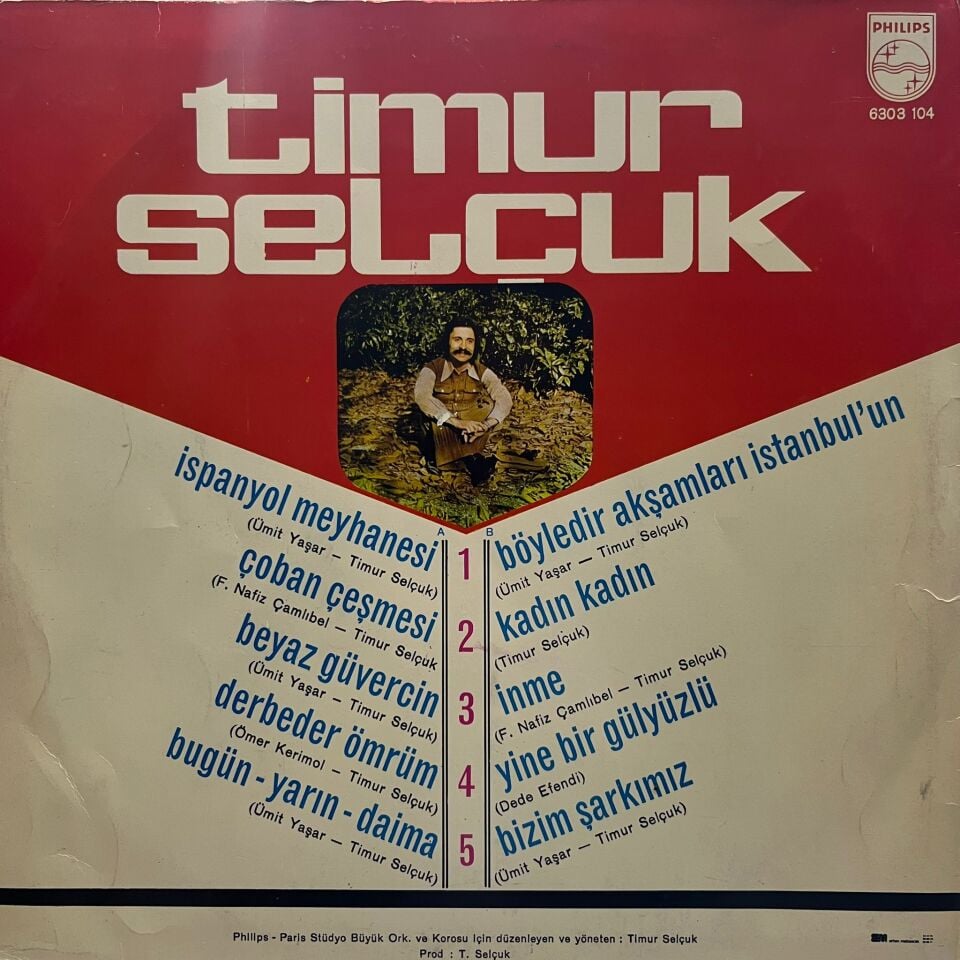 PHILIPS
6303 104
timur
selçuk
A
ispanyol meyhanesi
(Ümit Yaşar — Timur Selçuk)
çoban çeşmesi
(F. Nafiz Çamlıbel — Timur Selçuk
beyaz güvercin
(Ümit Yaşar — Timur Selçuk)
derbeder ömrüm
(Ömer Kerimol — Timur Selçuk)
bugün - yarın - daima
(Ümit Yaşar — Timur Selçuk)
1
2
3
4
5
B
böyledir akşamları istanbul'un
(Ümit Yaşar — Timur Selçuk)
kadın kadın
(Timur Selçuk)
inme
(F. Nafiz Çamlıbel — Timur Selçuk)
yine bir gülyüzlü
(Dede Efendi)
bizim şarkımız
(Ümit Yaşar — Timur Selçuk)
Philips - Paris Stüdyo Büyük Ork. ve Korosu için düzenleyen ve yöneten : Timur Selçuk
Prod : T. Selçuk